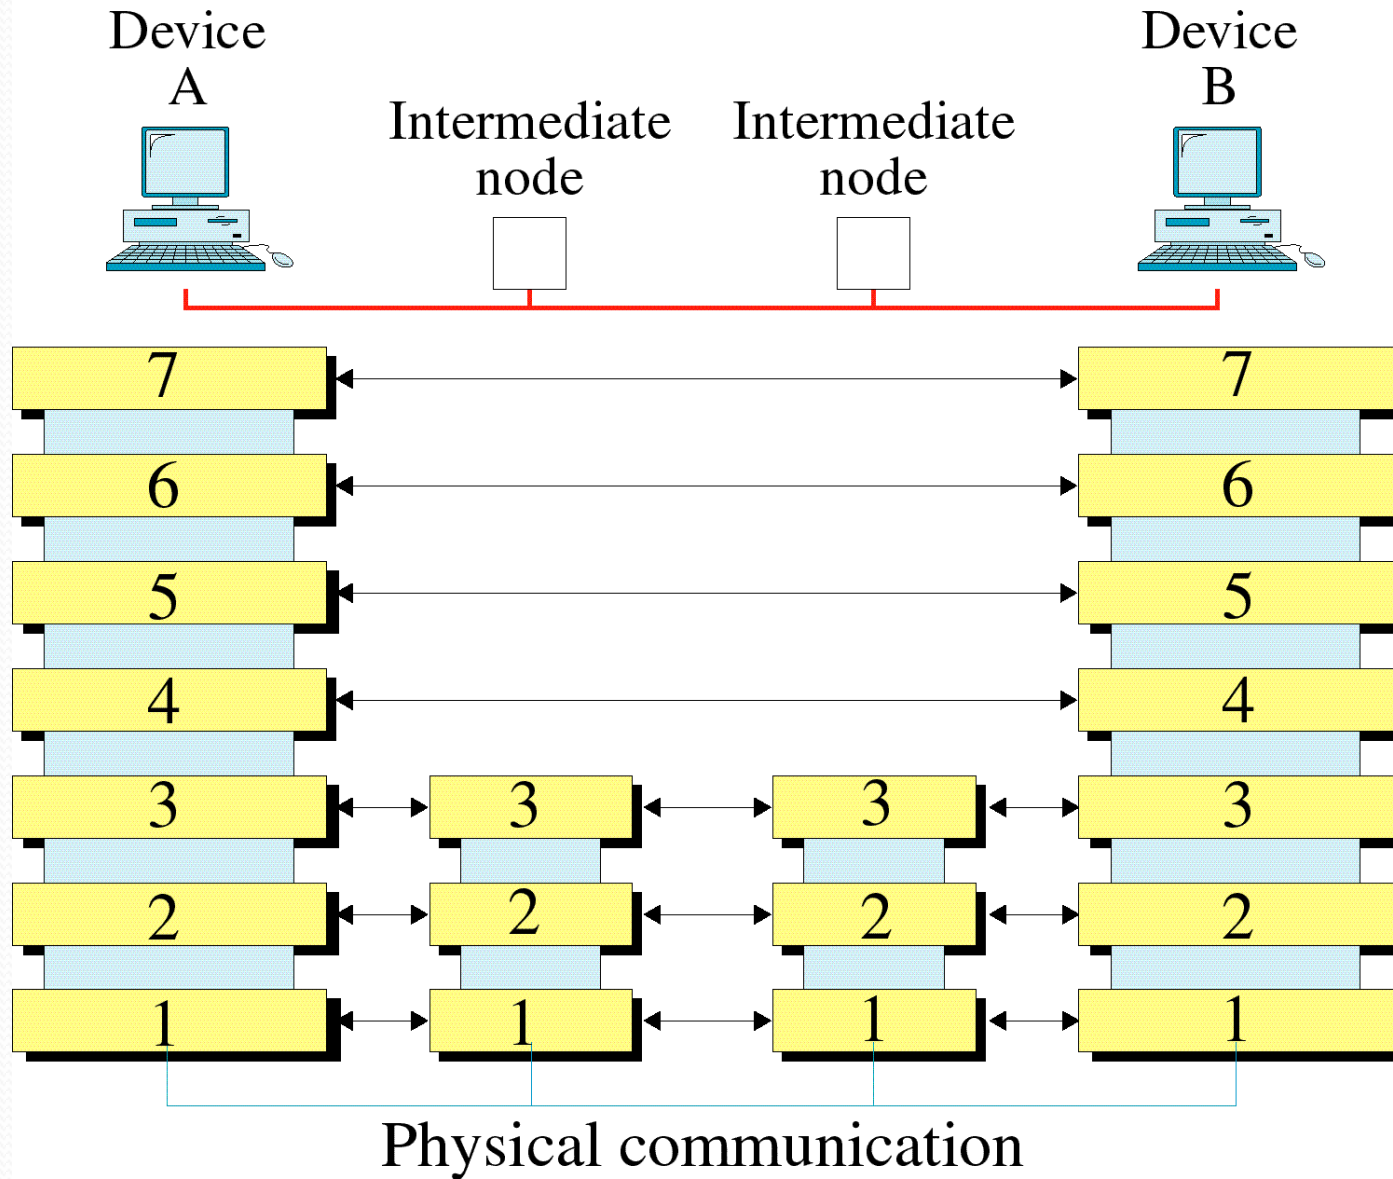 Device
A
Device
B
Intermediate
node
Intermediate
node
7
7
6
6
5
5
4
4
3
3
3
3
2
2
2
2
1
1
1
1
Physical communication